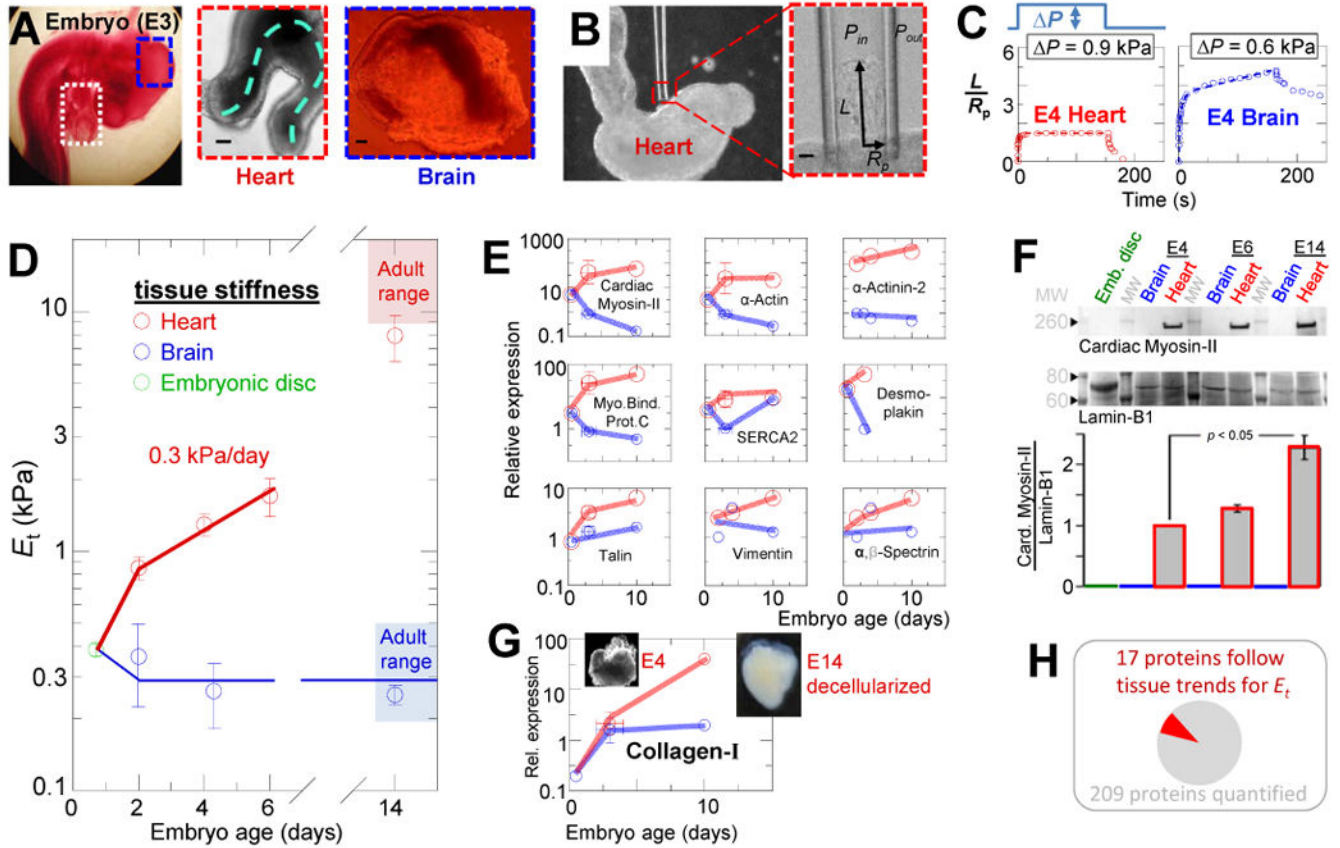 A
Embryo (E3)
Heart
Brain
B
Heart
P_in
P_out
L
R_p
C
ΔP
ΔP = 0.9 kPa
ΔP = 0.6 kPa
L
R_p
6
3
0
E4 Heart
E4 Brain
0
200
0
200
Time (s)
D
tissue stiffness
Heart
Brain
Embryonic disc
Adult
range
0.3 kPa/day
Adult
range
E_t (kPa)
10
3
1
0.3
0.1
0
2
4
6
14
Embryo age (days)
E
Relative expression
1000
10
0.1
Cardiac
Myosin-II
α-Actin
α-Actinin-2
100
1
Myo.Bind.
Prot.C
SERCA2
Desmo-
plakin
10
1
0.1
Talin
Vimentin
α,β-Spectrin
0
5
10
0
5
10
0
5
10
Embryo age (days)
F
Emb. disc
MW
Brain
Heart
MW
Brain
Heart
MW
Brain
Heart
E4
E6
E14
MW
260
Cardiac Myosin-II
80
60
Lamin-B1
p < 0.05
Card. Myosin-II
Lamin-B1
2
1
0
G
Rel. expression
100
10
1
0.1
E4
E14
decellularized
Collagen-I
0
5
10
Embryo age (days)
H
17 proteins follow
tissue trends for E_t
209 proteins quantified